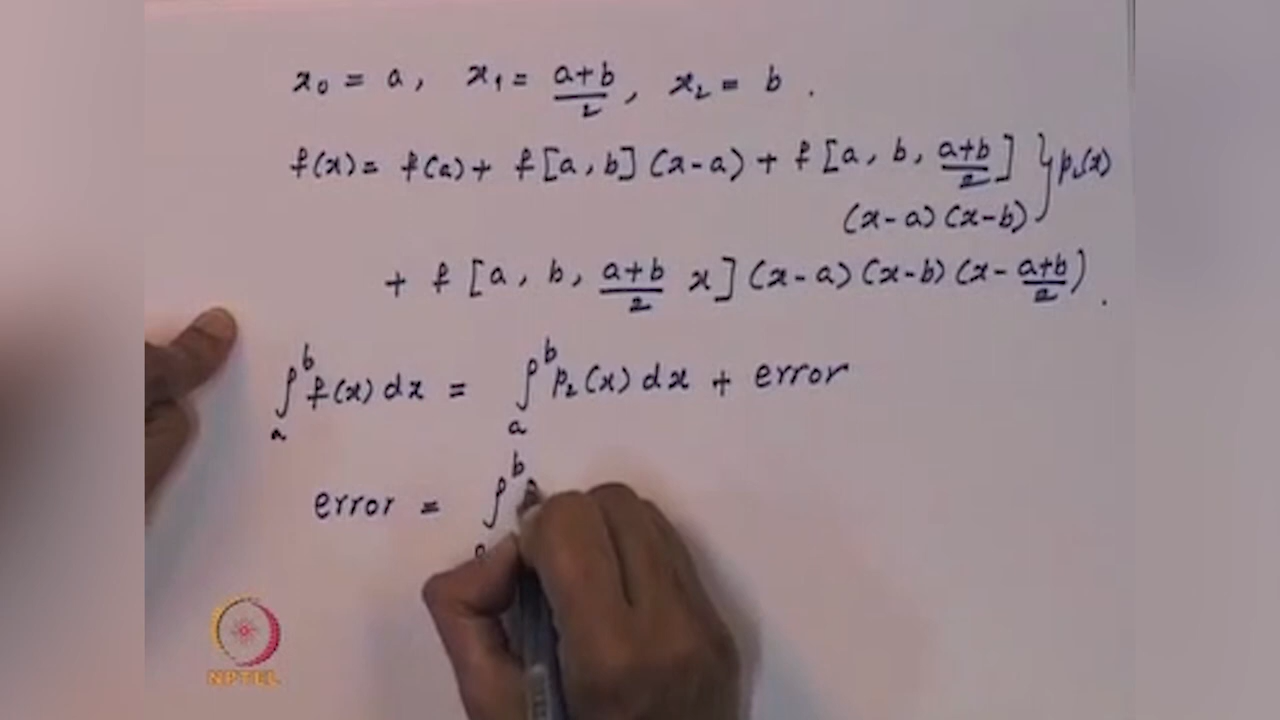 x₀ = a, x₁ = (a+b)/2, x₂ = b.
f(x) = f(a) + f[a, b](x-a) + f[a, b, (a+b)/2] } p₂(x)
(x-a)(x-b)
+ f[a, b, (a+b)/2 x](x-a)(x-b)(x-(a+b)/2).
∫ₐᵇ f(x) dx = ∫ₐᵇ p₂(x) dx + error
error = ∫ₐᵇ
NPTEL